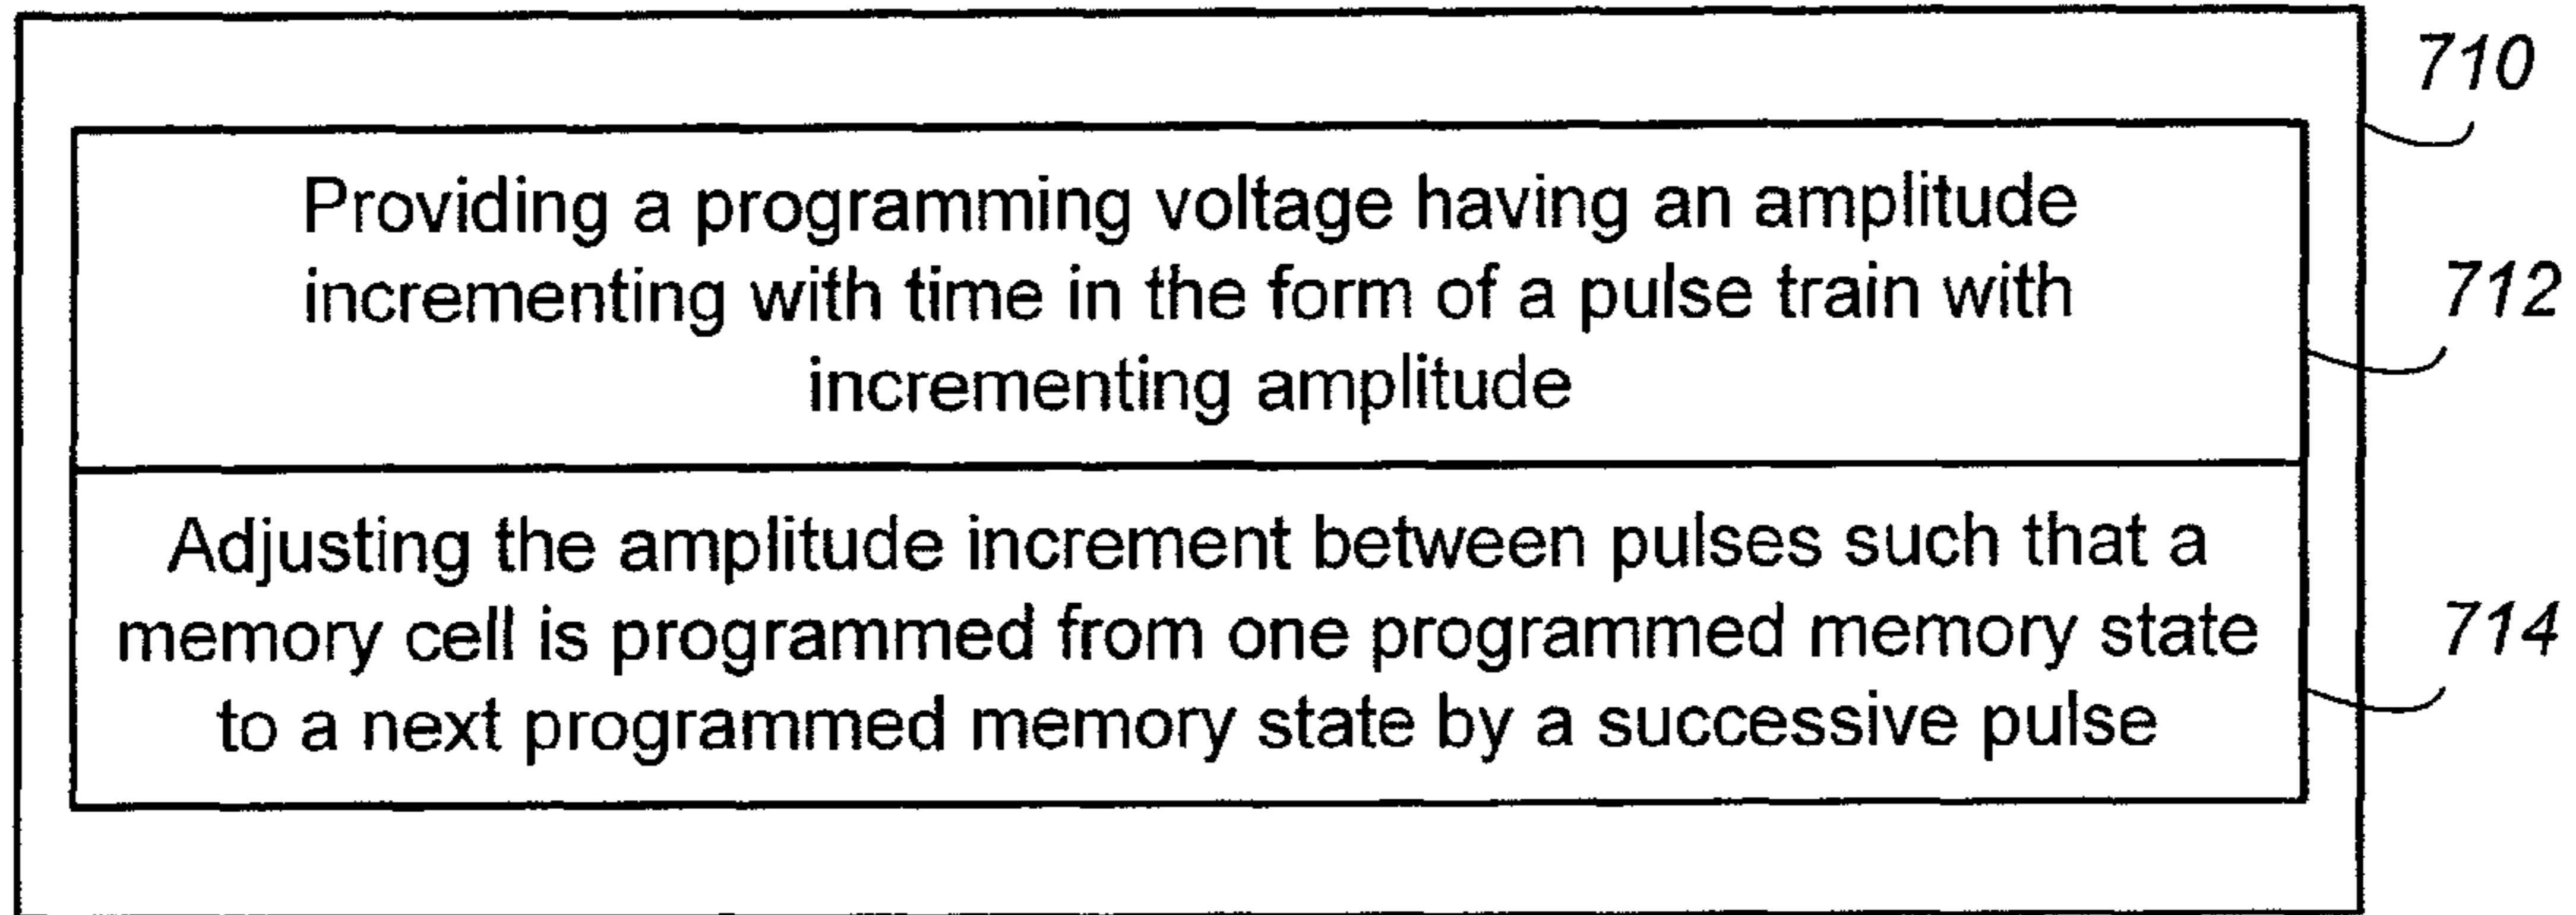 710
Providing a programming voltage having an amplitude
incrementing with time in the form of a pulse train with
incrementing amplitude
712
Adjusting the amplitude increment between pulses such that a
memory cell is programmed from one programmed memory state
to a next programmed memory state by a successive pulse
714